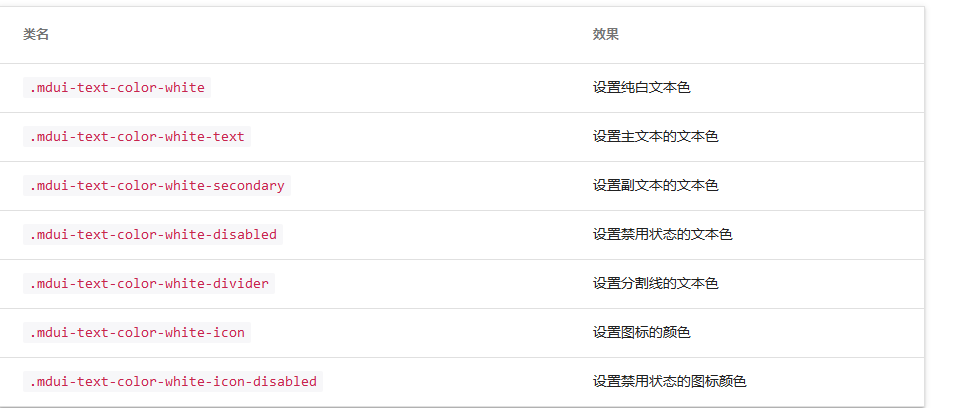 类名 效果
.mdui-text-color-white 设置纯白文本色
.mdui-text-color-white-text 设置主文本的文本色
.mdui-text-color-white-secondary 设置副文本的文本色
.mdui-text-color-white-disabled 设置禁用状态的文本色
.mdui-text-color-white-divider 设置分割线的文本色
.mdui-text-color-white-icon 设置图标的颜色
.mdui-text-color-white-icon-disabled 设置禁用状态的图标颜色